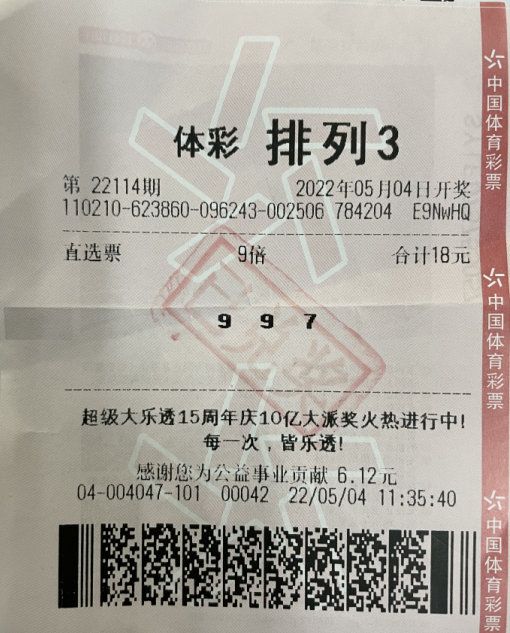 体彩 排列3
第 22114期 2022年05月04日开奖
110210-623860-096243-002506 784204 E9NwHQ
直选票 9倍 合计18元
已兑奖
9 9 7
超级大乐透15周年庆10亿大派奖火热进行中!
每一次，皆乐透!
感谢您为公益事业贡献 6.12元
04-004047-101 00042 22/05/04 11:35:40
中国体育彩票
中国体育彩票
中国体育彩票